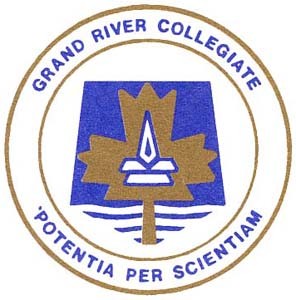 GRAND RIVER COLLEGIATE
'POTENTIA PER SCIENTIAM